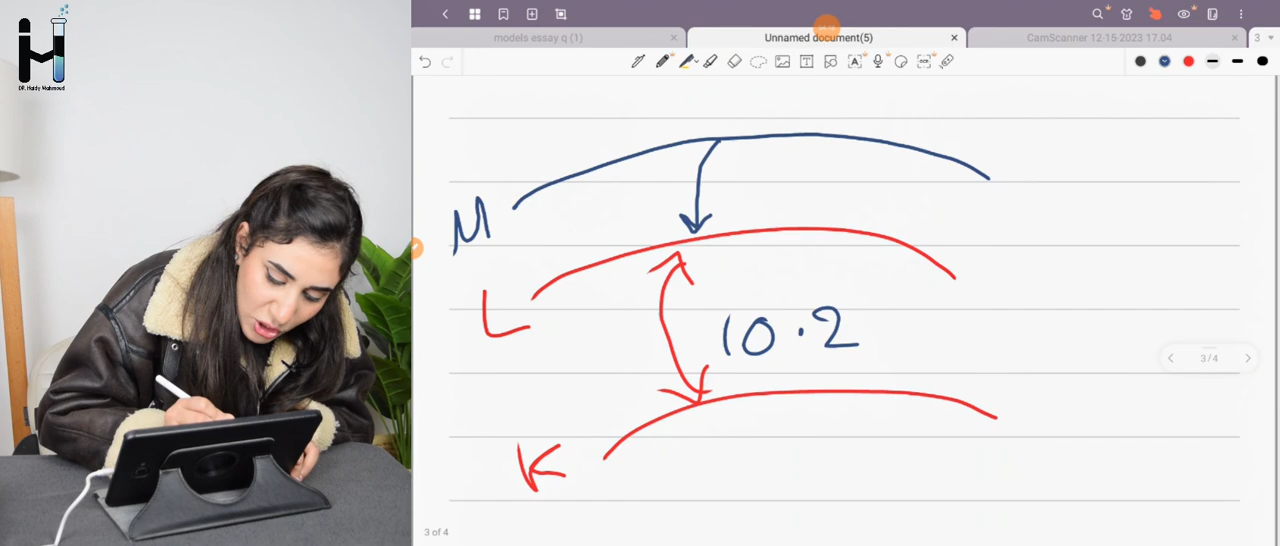 DR. Haidy Mahmoud
models essay q (1)
Unnamed document(5)
CamScanner 12-15-2023 17.04
3
M
L
10.2
K
3/4
3 of 4